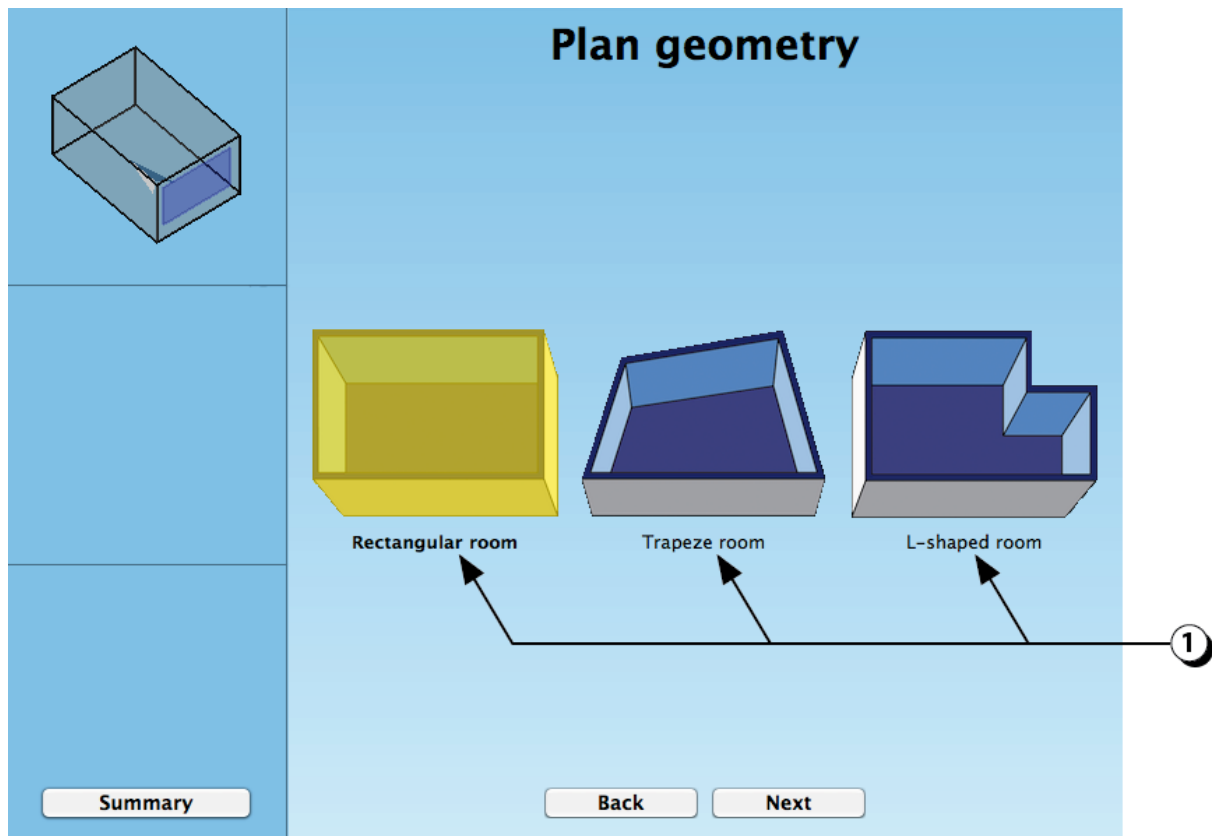 Plan geometry
Rectangular room
Trapeze room
L-shaped room
1
Summary
Back
Next